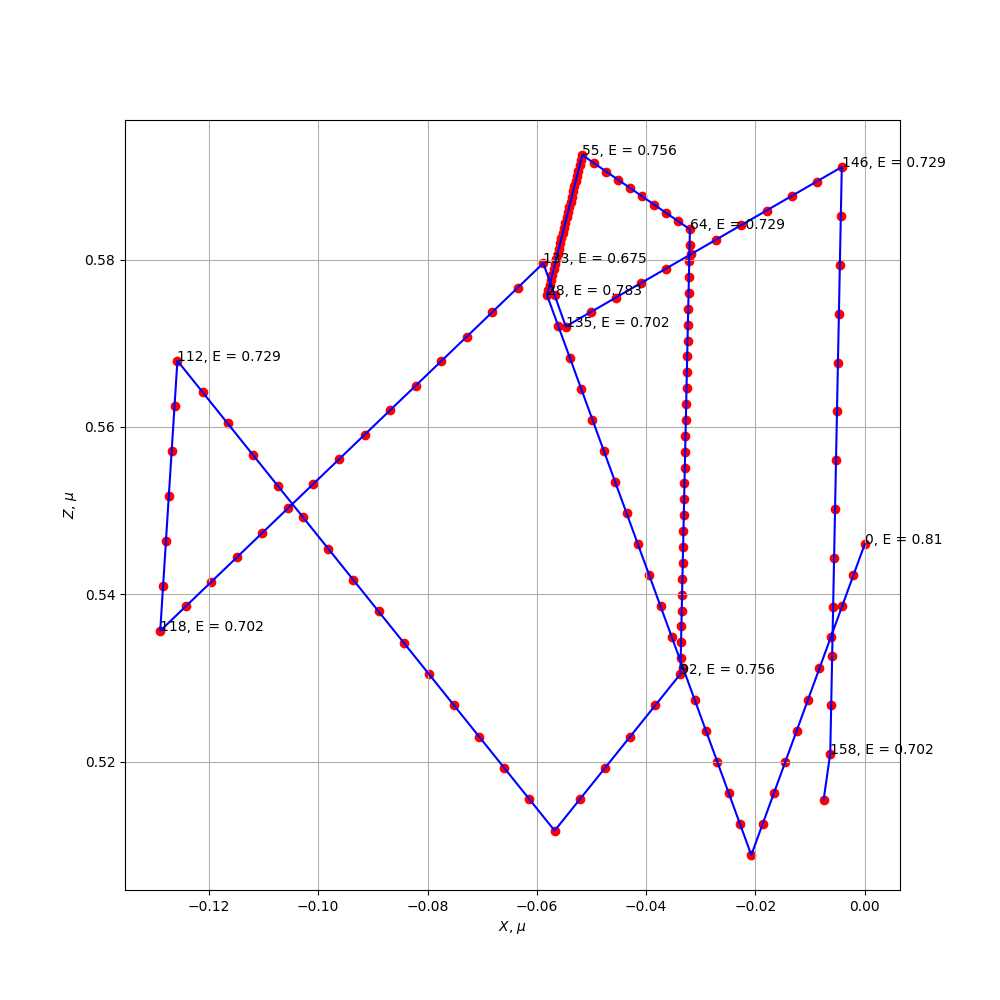 55, E = 0.756
146, E = 0.729
64, E = 0.729
133, E = 0.675
0.58
28, E = 0.783
135, E = 0.702
112, E = 0.729
0.56
Z, μ
0, E = 0.81
0.54
118, E = 0.702
92, E = 0.756
158, E = 0.702
0.52
−0.12 −0.10 −0.08 −0.06 −0.04 −0.02 0.00
X, μ